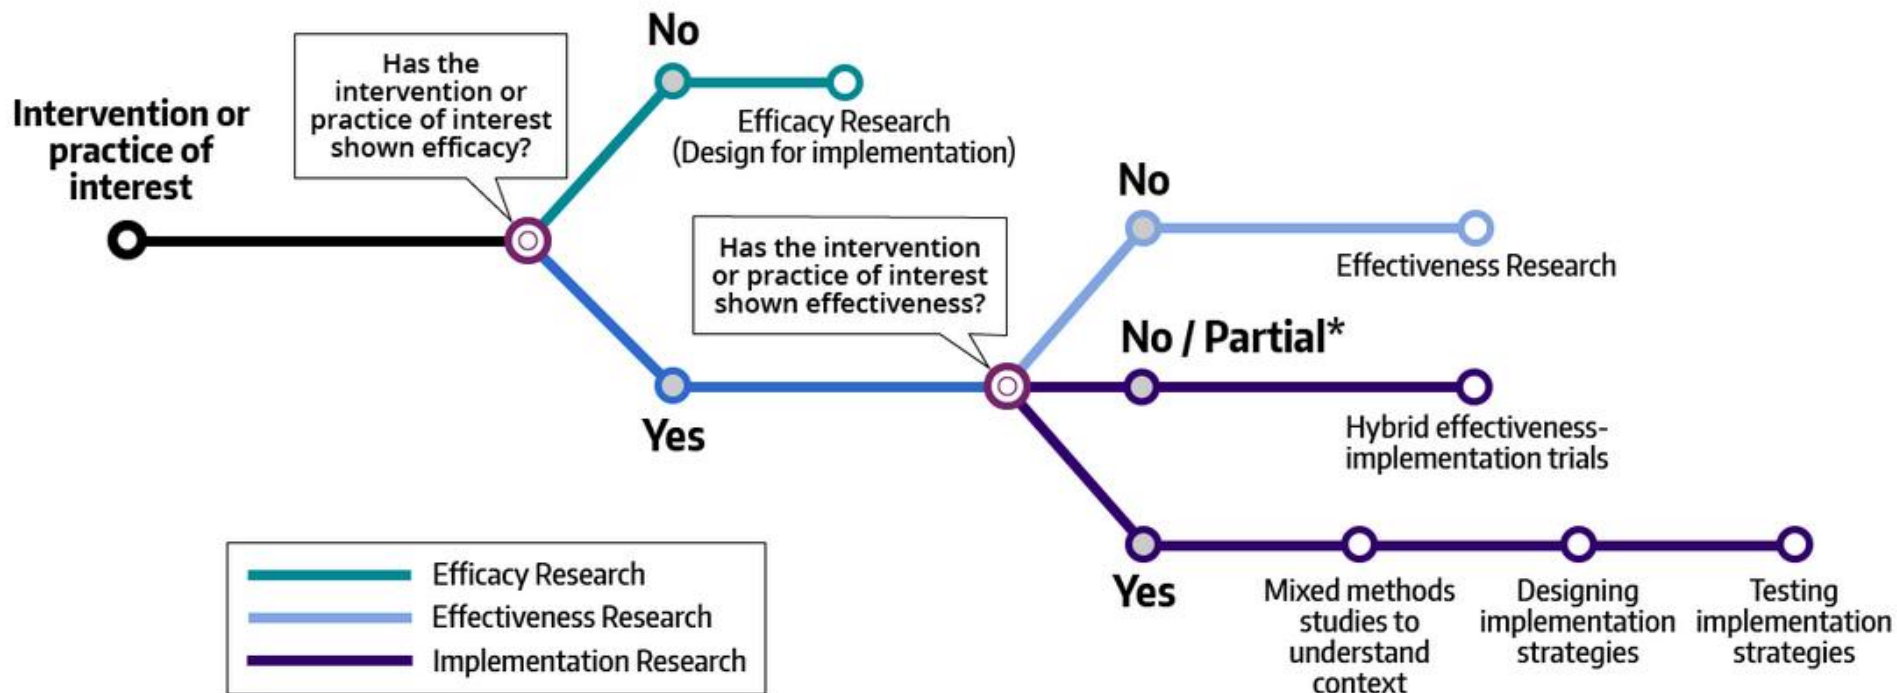 Intervention or
practice of
interest
Has the
intervention or
practice of interest
shown efficacy?
No
Efficacy Research
(Design for implementation)
Yes
Has the intervention
or practice of interest
shown effectiveness?
No
Effectiveness Research
No / Partial*
Hybrid effectiveness-
implementation trials
Yes
Mixed methods
studies to
understand
context
Designing
implementation
strategies
Testing
implementation
strategies
Efficacy Research
Effectiveness Research
Implementation Research